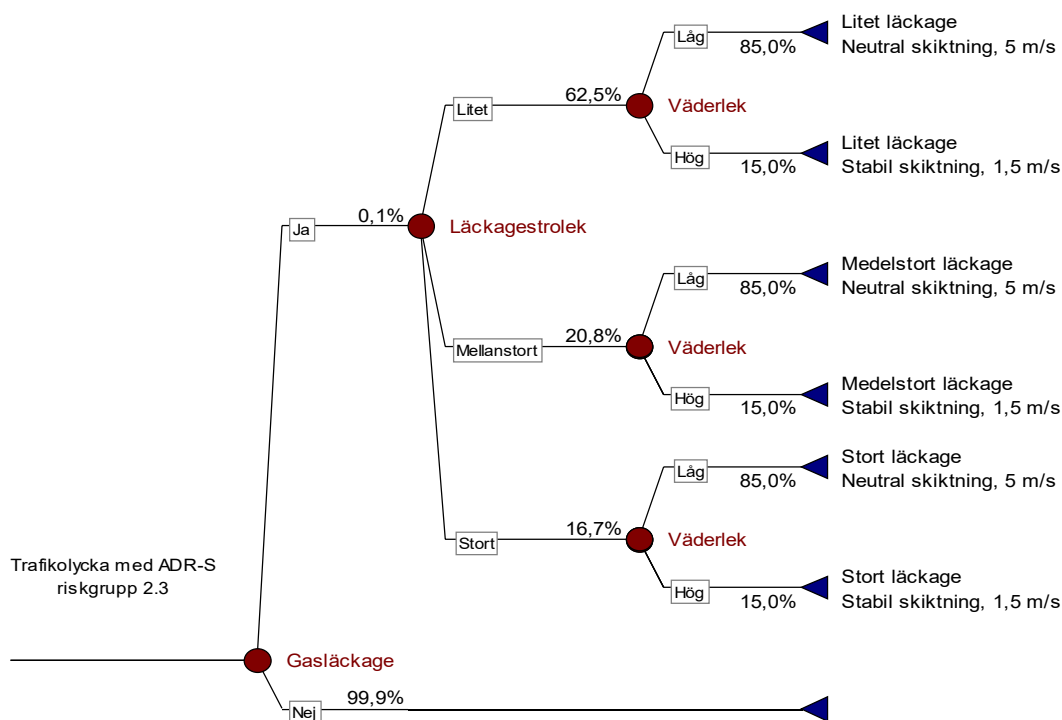 Litet läckage
Låg
85,0%
Neutral skiktning, 5 m/s
62,5%
Väderlek
Litet
Litet läckage
Hög
15,0%
Stabil skiktning, 1,5 m/s
0,1%
Ja
Läckagestrolek
Medelstort läckage
Låg
85,0%
Neutral skiktning, 5 m/s
20,8%
Mellanstort
Väderlek
Medelstort läckage
Hög
15,0%
Stabil skiktning, 1,5 m/s
Stort läckage
Låg
85,0%
Neutral skiktning, 5 m/s
16,7%
Stort
Väderlek
Trafikolycka med ADR-S
riskgrupp 2.3
Stort läckage
Hög
15,0%
Stabil skiktning, 1,5 m/s
Gasläckage
99,9%
Nej